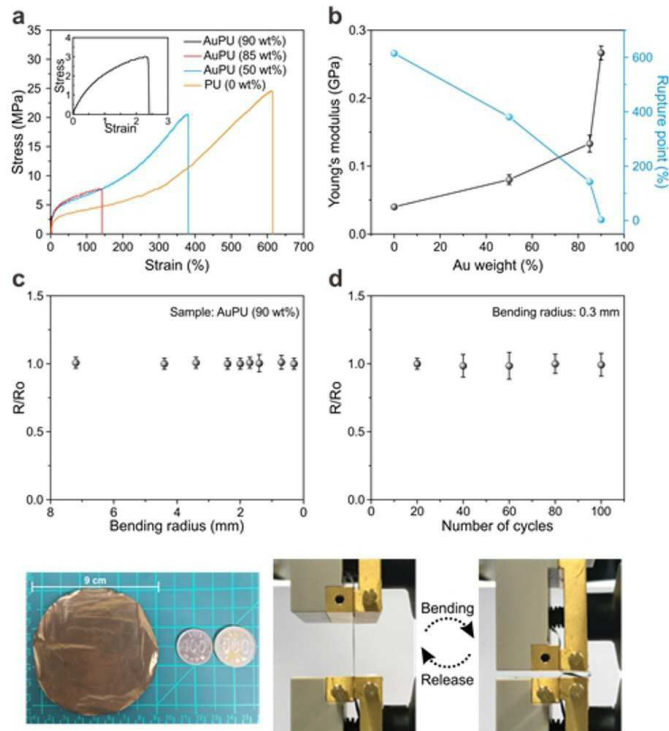 a
AuPU (90 wt%)
AuPU (85 wt%)
AuPU (50 wt%)
PU (0 wt%)
Stress
3
2
1
0
0 1 2 3
Strain
Stress (MPa)
35
30
25
20
15
10
5
0
0 100 200 300 400 500 600 700
Strain (%)
b
Young's modulus (GPa)
0.3
0.2
0.1
0.0
0 20 40 60 80 100
Au weight (%)
600
400
200
0
Rupture point (%)
c
Sample: AuPU (90 wt%)
R/Ro
1.5
1.0
0.5
0.0
8 6 4 2 0
Bending radius (mm)
d
Bending radius: 0.3 mm
R/Ro
1.5
1.0
0.5
0.0
0 20 40 60 80 100
Number of cycles
9 cm
100
Bending
Release